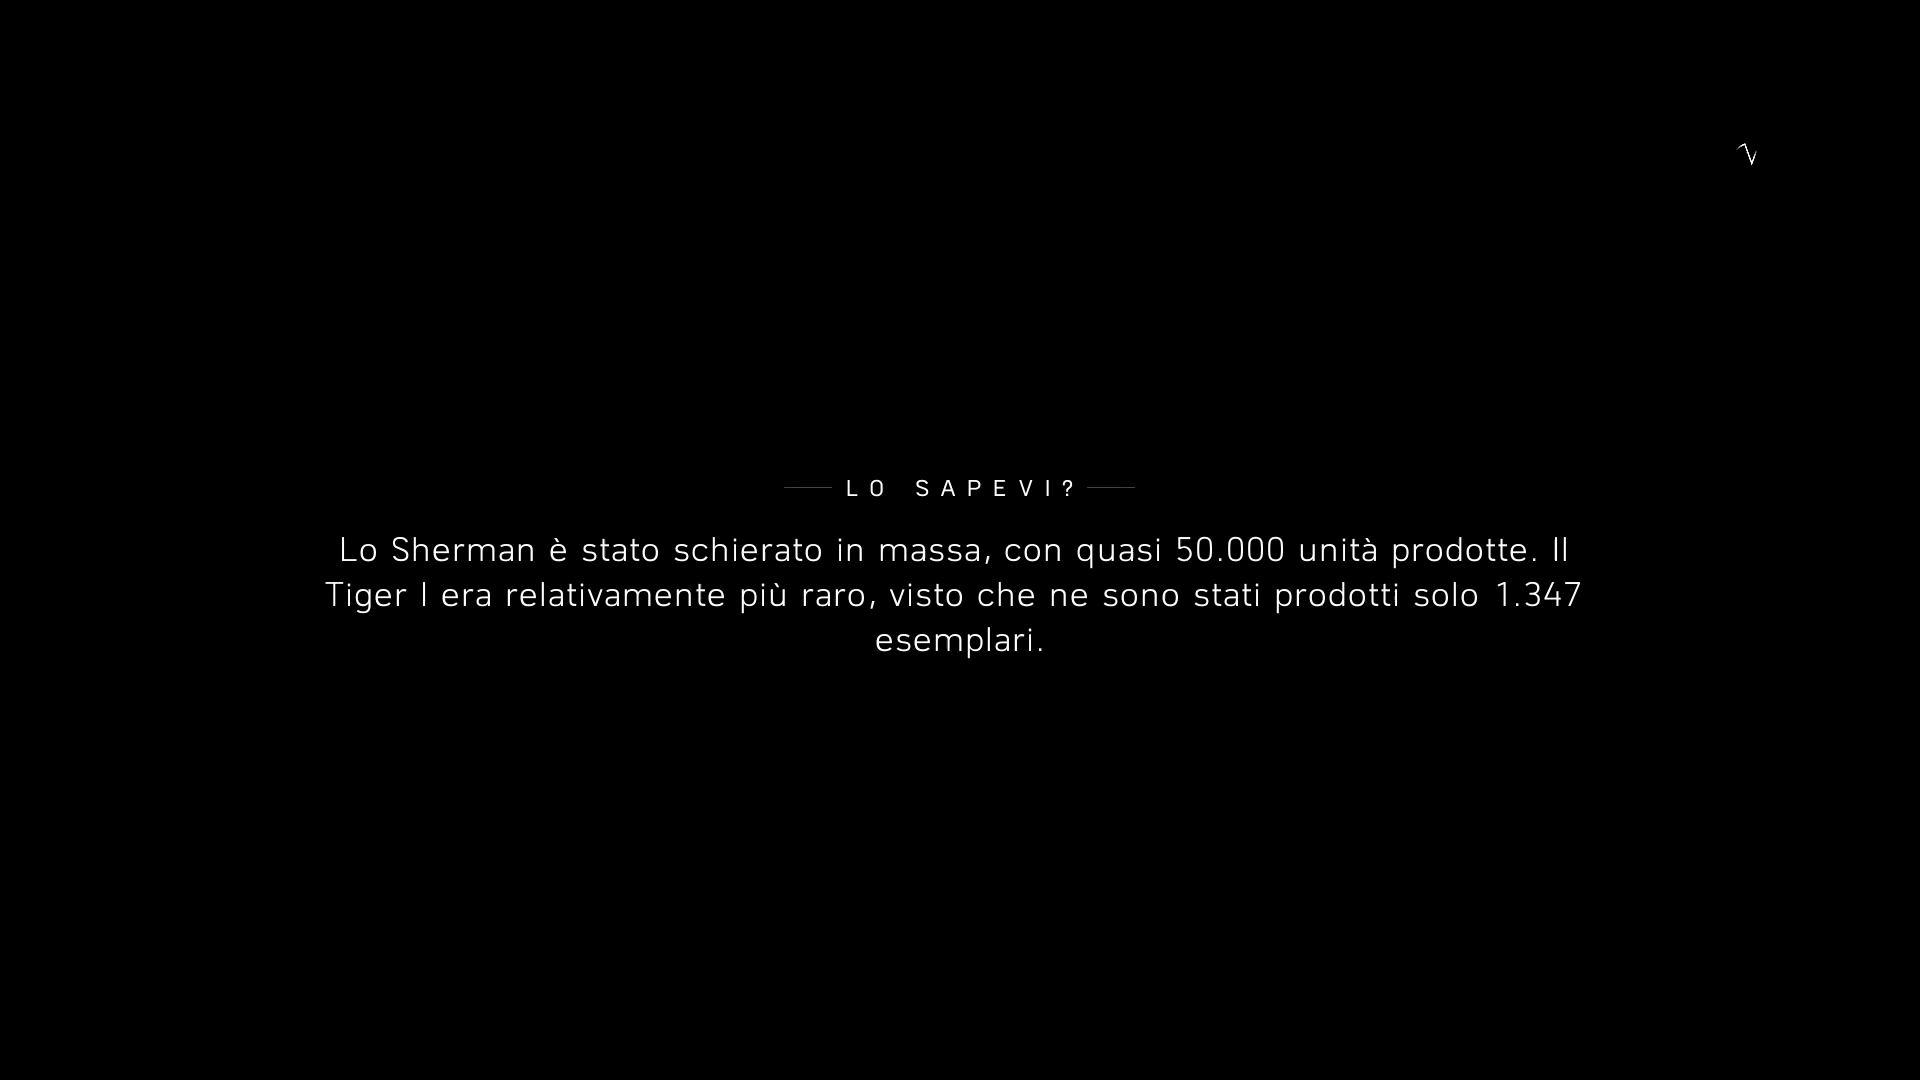 LO SAPEVI?
Lo Sherman è stato schierato in massa, con quasi 50.000 unità prodotte. Il
Tiger I era relativamente più raro, visto che ne sono stati prodotti solo 1.347
esemplari.